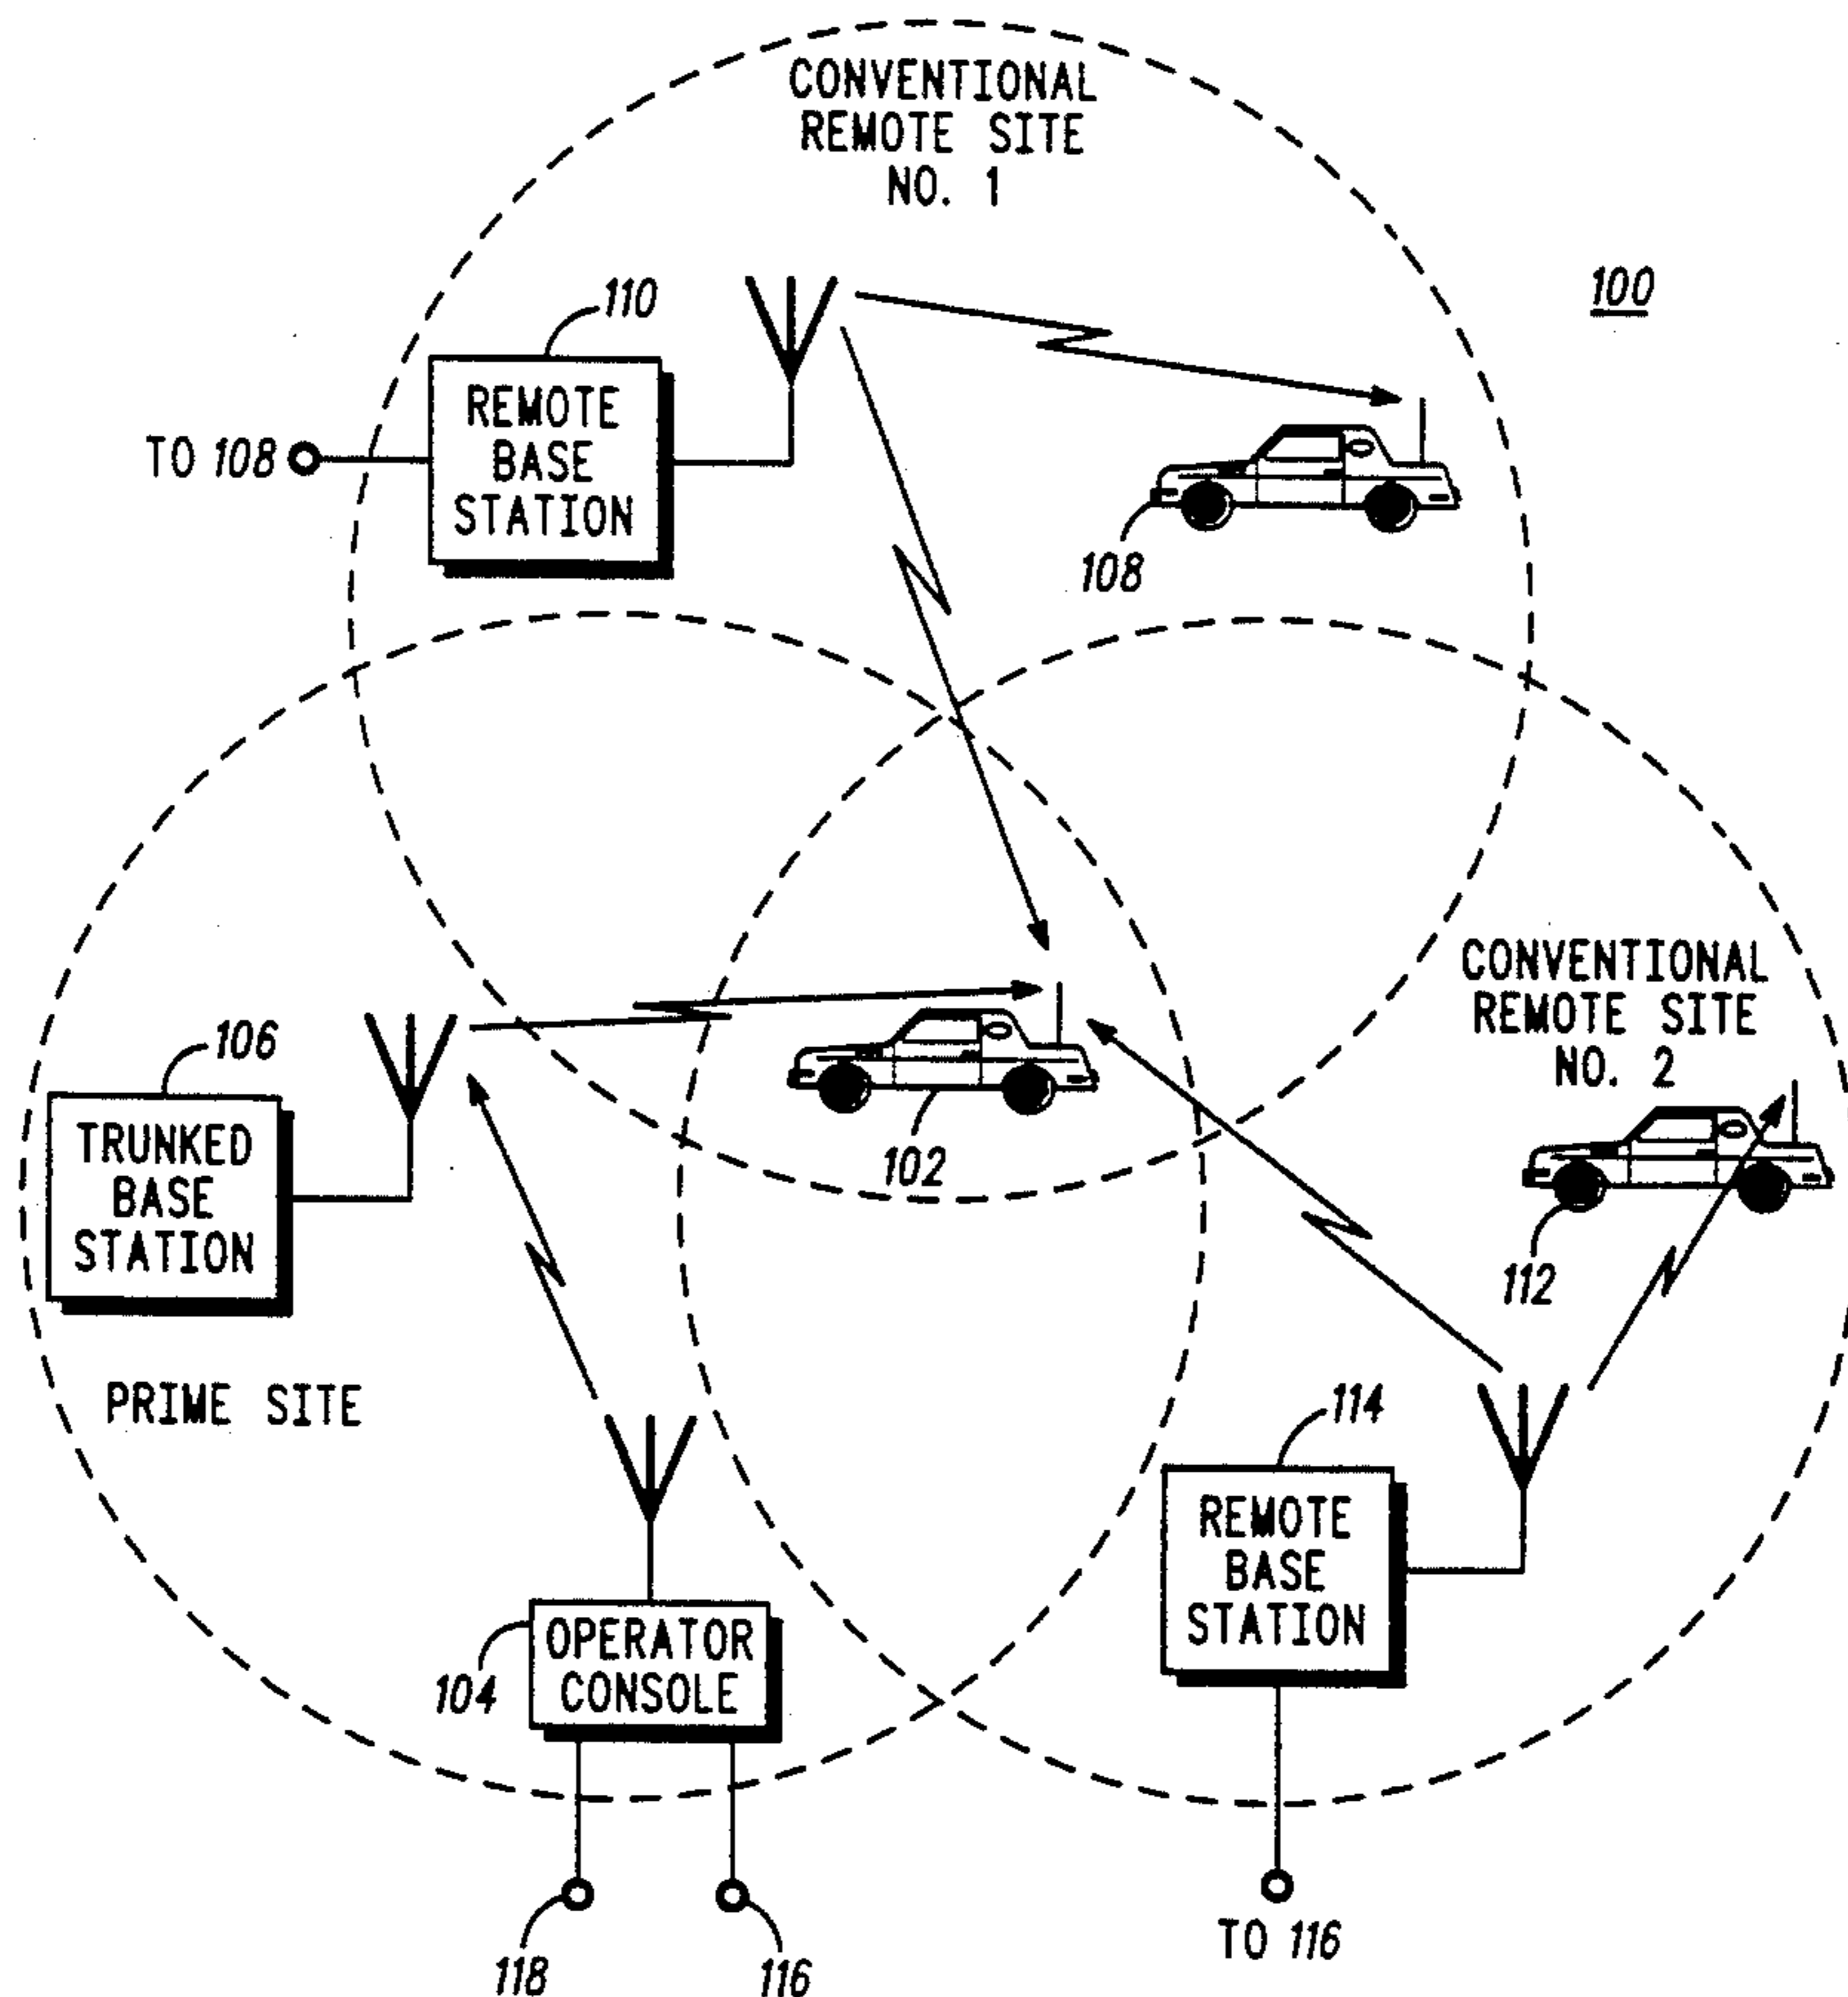 CONVENTIONAL
REMOTE SITE
NO. 1
100
110
REMOTE
BASE
STATION
TO 108
108
CONVENTIONAL
REMOTE SITE
NO. 2
106
TRUNKED
BASE
STATION
102
112
PRIME SITE
114
REMOTE
BASE
STATION
104
OPERATOR
CONSOLE
118
116
TO 116